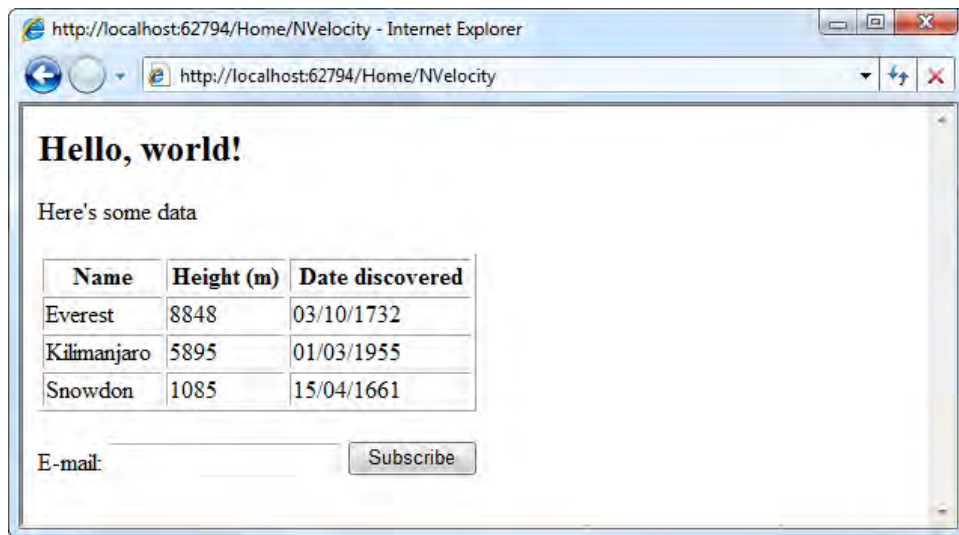 http://localhost:62794/Home/NVelocity - Internet Explorer
http://localhost:62794/Home/NVelocity
Hello, world!
Here's some data
Name Height (m) Date discovered
Everest 8848 03/10/1732
Kilimanjaro 5895 01/03/1955
Snowdon 1085 15/04/1661
E-mail: Subscribe